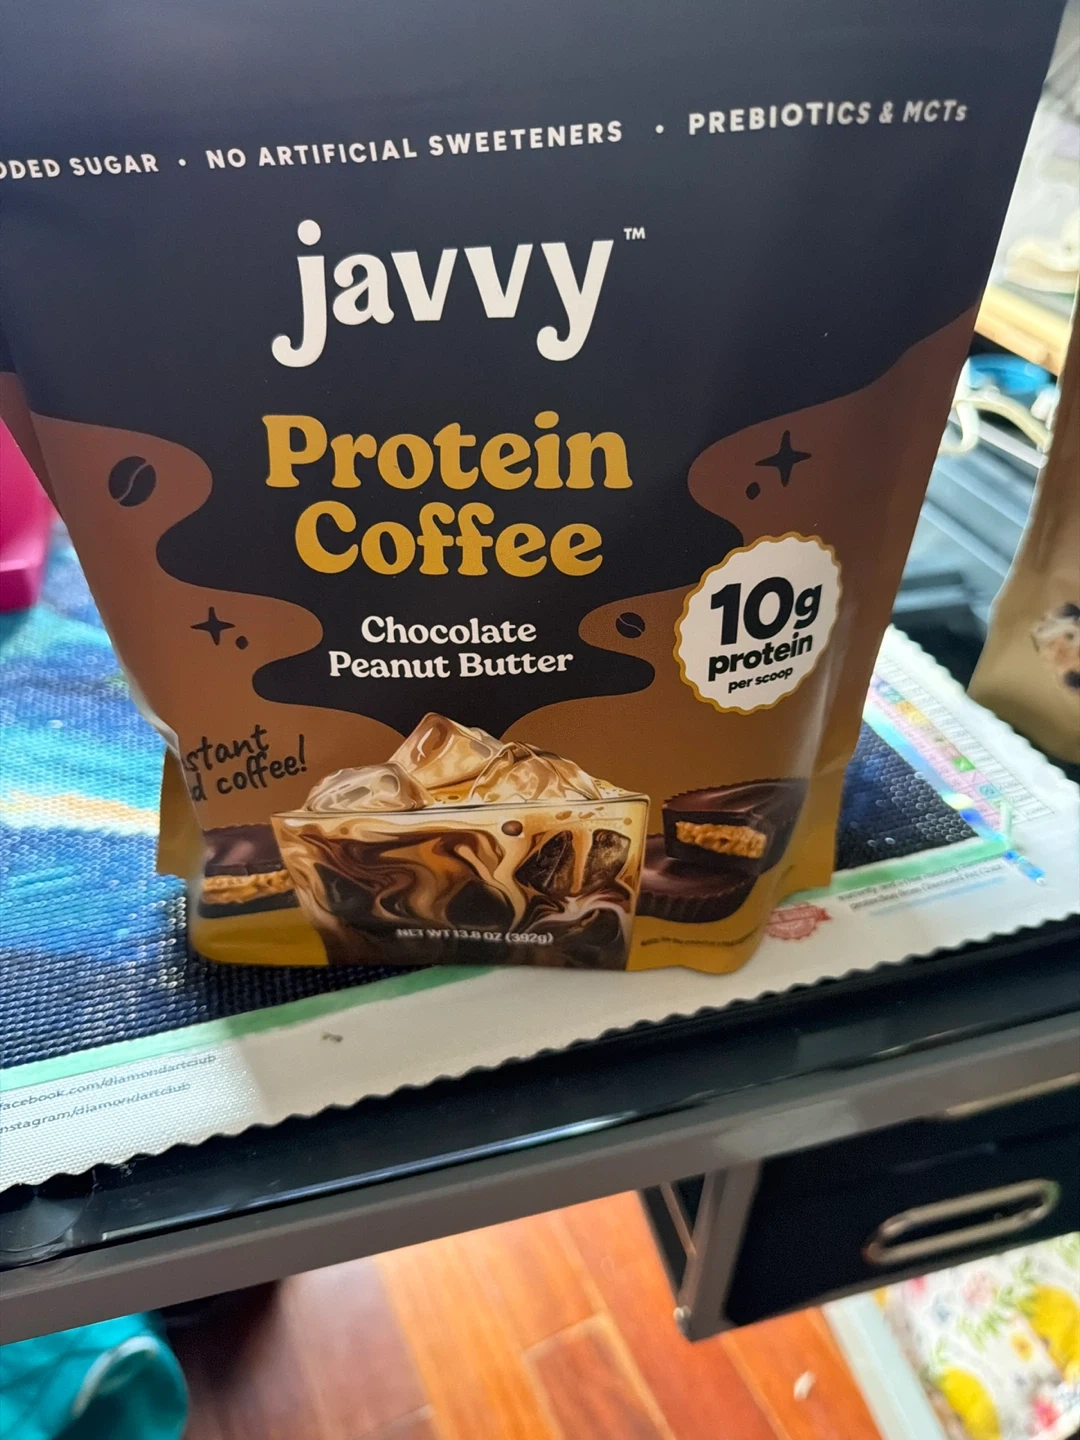 DDED SUGAR • NO ARTIFICIAL SWEETENERS • PREBIOTICS & MCTs
javvy™
Protein
Coffee
Chocolate
Peanut Butter
10g
protein
per scoop
stant
d coffee!
NET WT 13.8 OZ (392g)
facebook.com/diamondartclub
instagram/diamondartclub